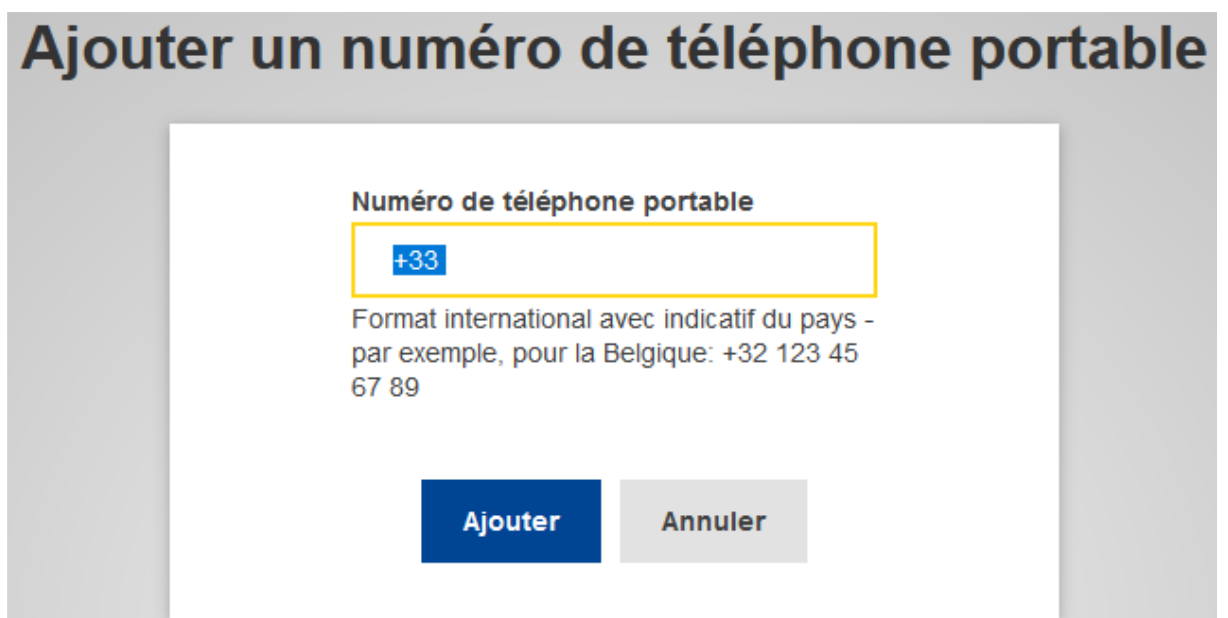 Ajouter un numéro de téléphone portable
Numéro de téléphone portable
+33
Format international avec indicatif du pays -
par exemple, pour la Belgique: +32 123 45
67 89
Ajouter
Annuler